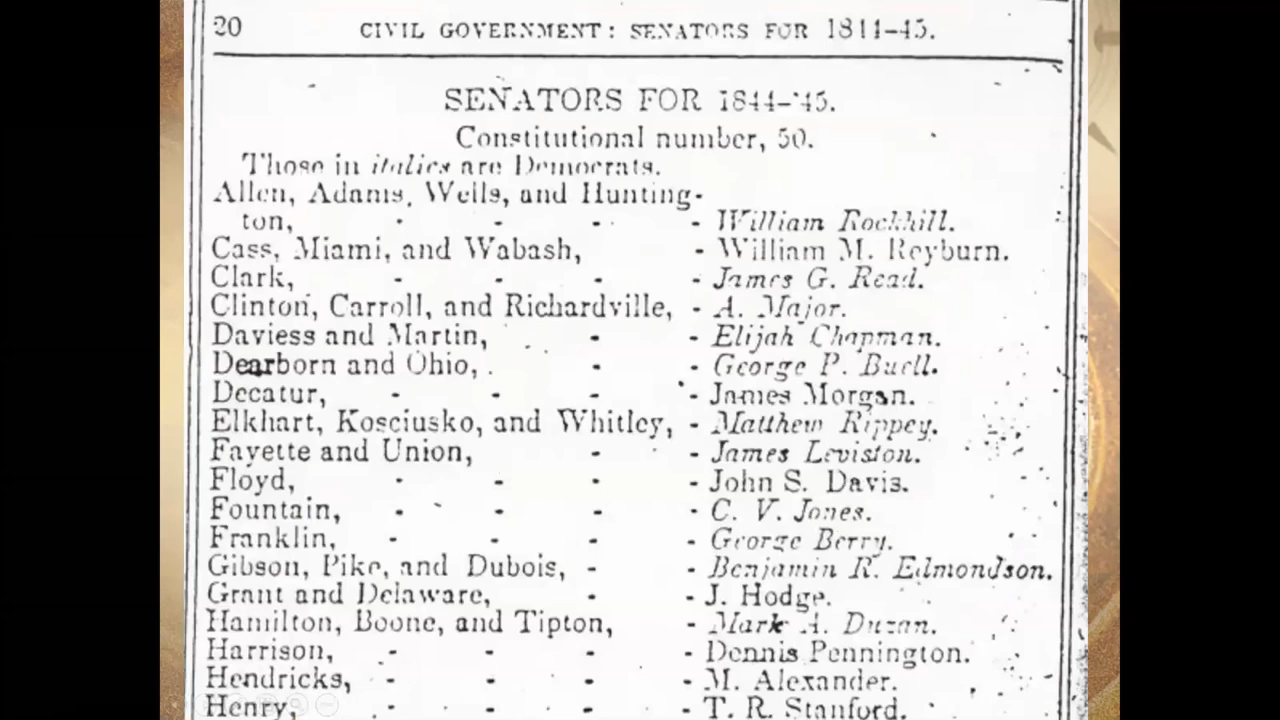 20 CIVIL GOVERNMENT: SENATORS FOR 1844-45.
SENATORS FOR 1844-'45.
Constitutional number, 50.
Those in italics are Democrats.
Allen, Adams, Wells, and Hunting-
ton, - - - - William Rockhill.
Cass, Miami, and Wabash, - William M. Reyburn.
Clark, - - - - James G. Read.
Clinton, Carroll, and Richardville, - A. Major.
Daviess and Martin, - - Elijah Chapman.
Dearborn and Ohio, - - George P. Buell.
Decatur, - - - - James Morgan.
Elkhart, Kosciusko, and Whitley, - Matthew Rippey.
Fayette and Union, - - James Leviston.
Floyd, - - - - John S. Davis.
Fountain, - - - - C. V. Jones.
Franklin, - - - - George Berry.
Gibson, Pike, and Dubois, - - Benjamin R. Edmondson.
Grant and Delaware, - - J. Hodge.
Hamilton, Boone, and Tipton, - Mark A. Duzan.
Harrison, - - - - Dennis Pennington.
Hendricks, - - - - M. Alexander.
Henry, - - - - T. R. Stanford.